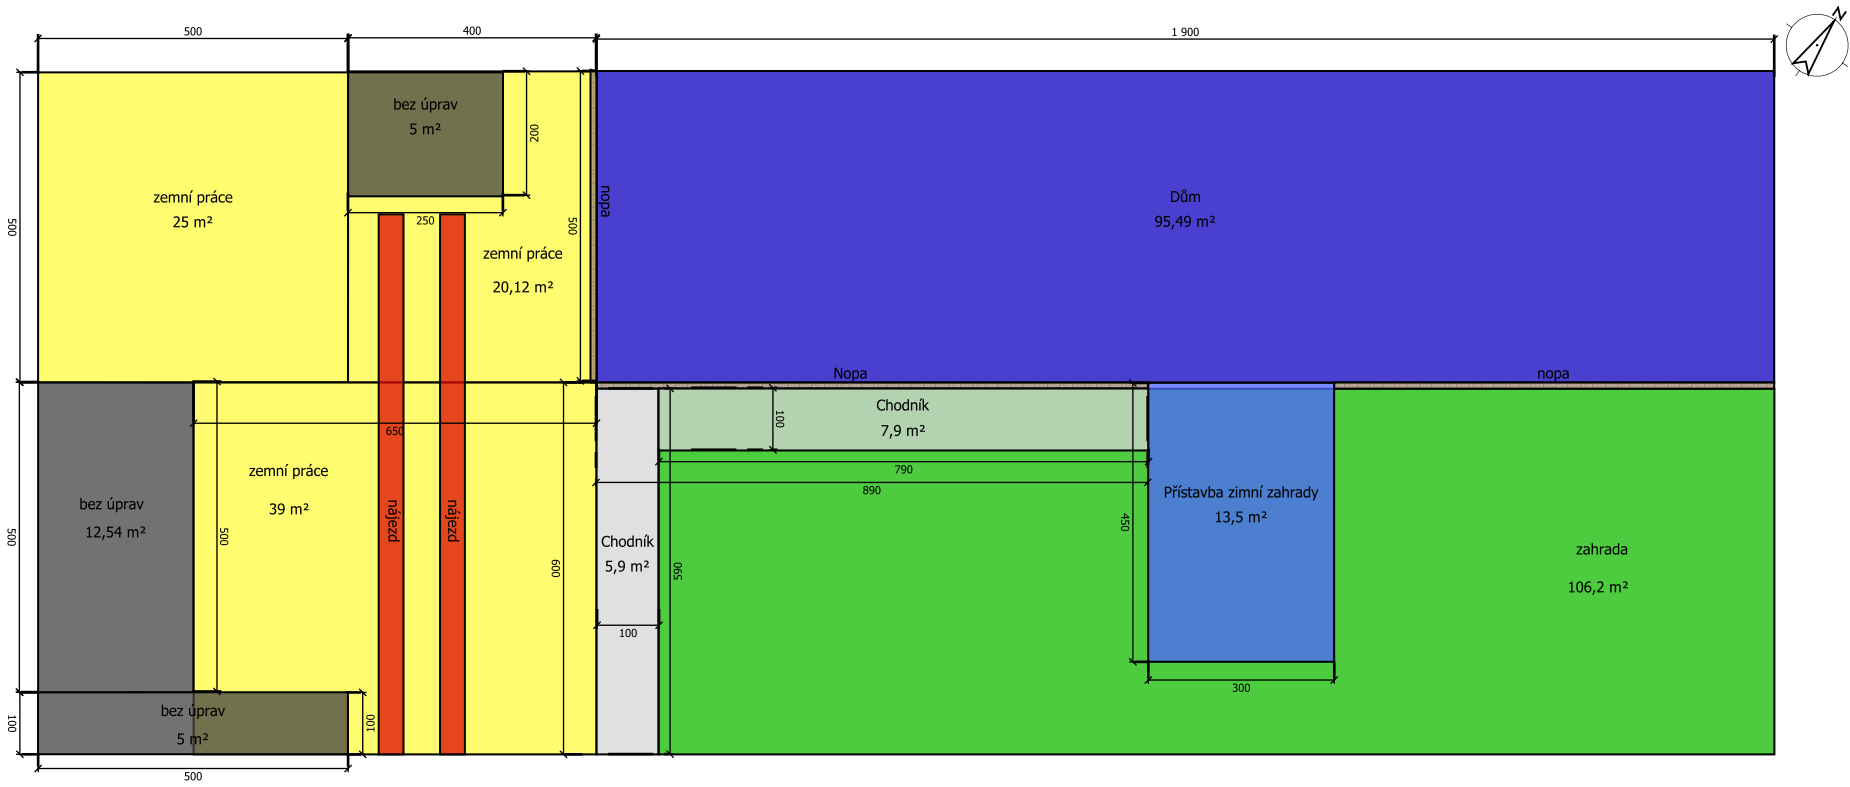 500
400
1 900
N
bez úprav
5 m²
200
zemní práce
25 m²
nopa
Dům
95,49 m²
250
500
500
zemní práce
20,12 m²
Nopa
nopa
Chodník
7,9 m²
100
650
790
890
zemní práce
39 m²
bez úprav
12,54 m²
500
500
nájezd
nájezd
600
Chodník
5,9 m²
590
450
Přístavba zimní zahrady
13,5 m²
zahrada
106,2 m²
100
300
bez úprav
5 m²
100
100
500